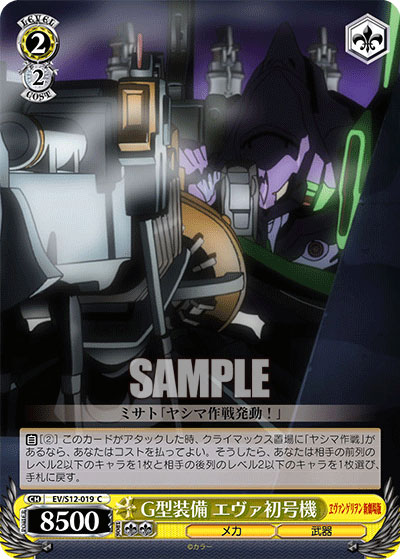 LEVEL
2
2
COST
SAMPLE
ミサト「ヤシマ作戦発動！」
【②】このカードがアタックした時、クライマックス置場に「ヤシマ作戦」が
あるなら、あなたはコストを払ってよい。そうしたら、あなたは相手の前列の
レベル2以下のキャラを1枚と相手の後列のレベル2以下のキャラを1枚選び、
手札に戻す。
CH EV/S12-019 C
G型装備 エヴァ初号機
ヱヴァンゲリヲン 新劇場版
POWER
8500
SOUL
メカ
武器
©カラー